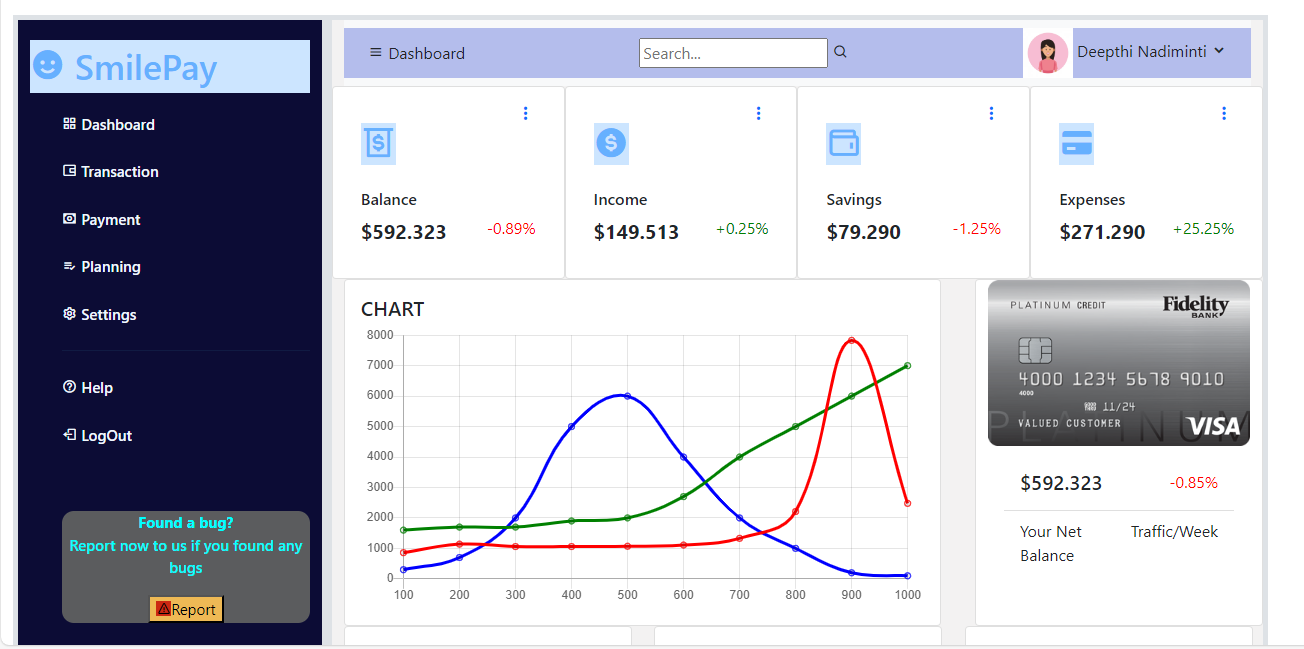 SmilePay
Dashboard
Transaction
Payment
Planning
Settings
Help
LogOut
Found a bug?
Report now to us if you found any
bugs
Report
Dashboard
Search...
Deepthi Nadiminti
Balance
$592.323 -0.89%
Income
$149.513 +0.25%
Savings
$79.290 -1.25%
Expenses
$271.290 +25.25%
CHART
8000
7000
6000
5000
4000
3000
2000
1000
0
100 200 300 400 500 600 700 800 900 1000
PLATINUM CREDIT
Fidelity
BANK
4000 1234 5678 9010
4000
11/24
VALUED CUSTOMER
PLATINUM
VISA
$592.323 -0.85%
Your Net
Balance
Traffic/Week